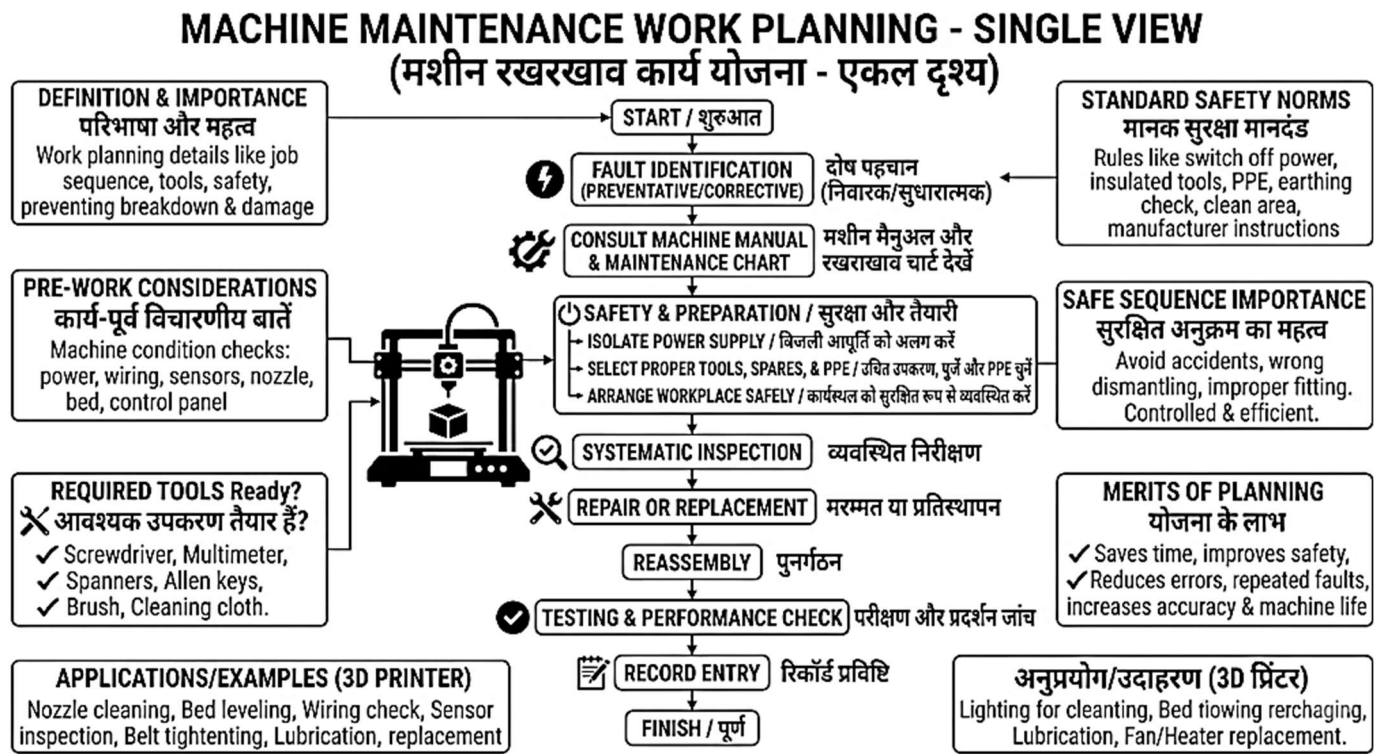 MACHINE MAINTENANCE WORK PLANNING - SINGLE VIEW
(मशीन रखरखाव कार्य योजना - एकल दृश्य)
DEFINITION & IMPORTANCE
परिभाषा और महत्व
Work planning details like job
sequence, tools, safety,
preventing breakdown & damage
PRE-WORK CONSIDERATIONS
कार्य-पूर्व विचारणीय बातें
Machine condition checks:
power, wiring, sensors, nozzle,
bed, control panel
REQUIRED TOOLS Ready?
आवश्यक उपकरण तैयार हैं?
✓ Screwdriver, Multimeter,
✓ Spanners, Allen keys,
✓ Brush, Cleaning cloth.
APPLICATIONS/EXAMPLES (3D PRINTER)
Nozzle cleaning, Bed leveling, Wiring check, Sensor
inspection, Belt tightenting, Lubrication, replacement
START / शुरुआत
FAULT IDENTIFICATION
(PREVENTATIVE/CORRECTIVE)
दोष पहचान
(निवारक/सुधारात्मक)
CONSULT MACHINE MANUAL
& MAINTENANCE CHART
मशीन मैनुअल और
रखराखाव चार्ट देखें
SAFETY & PREPARATION / सुरक्षा और तैयारी
ISOLATE POWER SUPPLY / बिजली आपूर्ति को अलग करें
SELECT PROPER TOOLS, SPARES, & PPE / उचित उपकरण, पुर्जे और PPE चुनें
ARRANGE WORKPLACE SAFELY / कार्यस्थल को सुरक्षित रूप से व्यवस्थित करें
SYSTEMATIC INSPECTION
व्यवस्थित निरीक्षण
REPAIR OR REPLACEMENT
मरम्मत या प्रतिस्थापन
REASSEMBLY
पुनर्गठन
TESTING & PERFORMANCE CHECK
परीक्षण और प्रदर्शन जांच
RECORD ENTRY
रिकॉर्ड प्रविष्टि
FINISH / पूर्ण
STANDARD SAFETY NORMS
मानक सुरक्षा मानदंड
Rules like switch off power,
insulated tools, PPE, earthing
check, clean area,
manufacturer instructions
SAFE SEQUENCE IMPORTANCE
सुरक्षित अनुक्रम का महत्व
Avoid accidents, wrong
dismantling, improper fitting.
Controlled & efficient.
MERITS OF PLANNING
योजना के लाभ
✓ Saves time, improves safety,
✓ Reduces errors, repeated faults,
increases accuracy & machine life
अनुप्रयोग/उदाहरण (3D प्रिंटर)
Lighting for cleanting, Bed tiowing rerchaging,
Lubrication, Fan/Heater replacement.